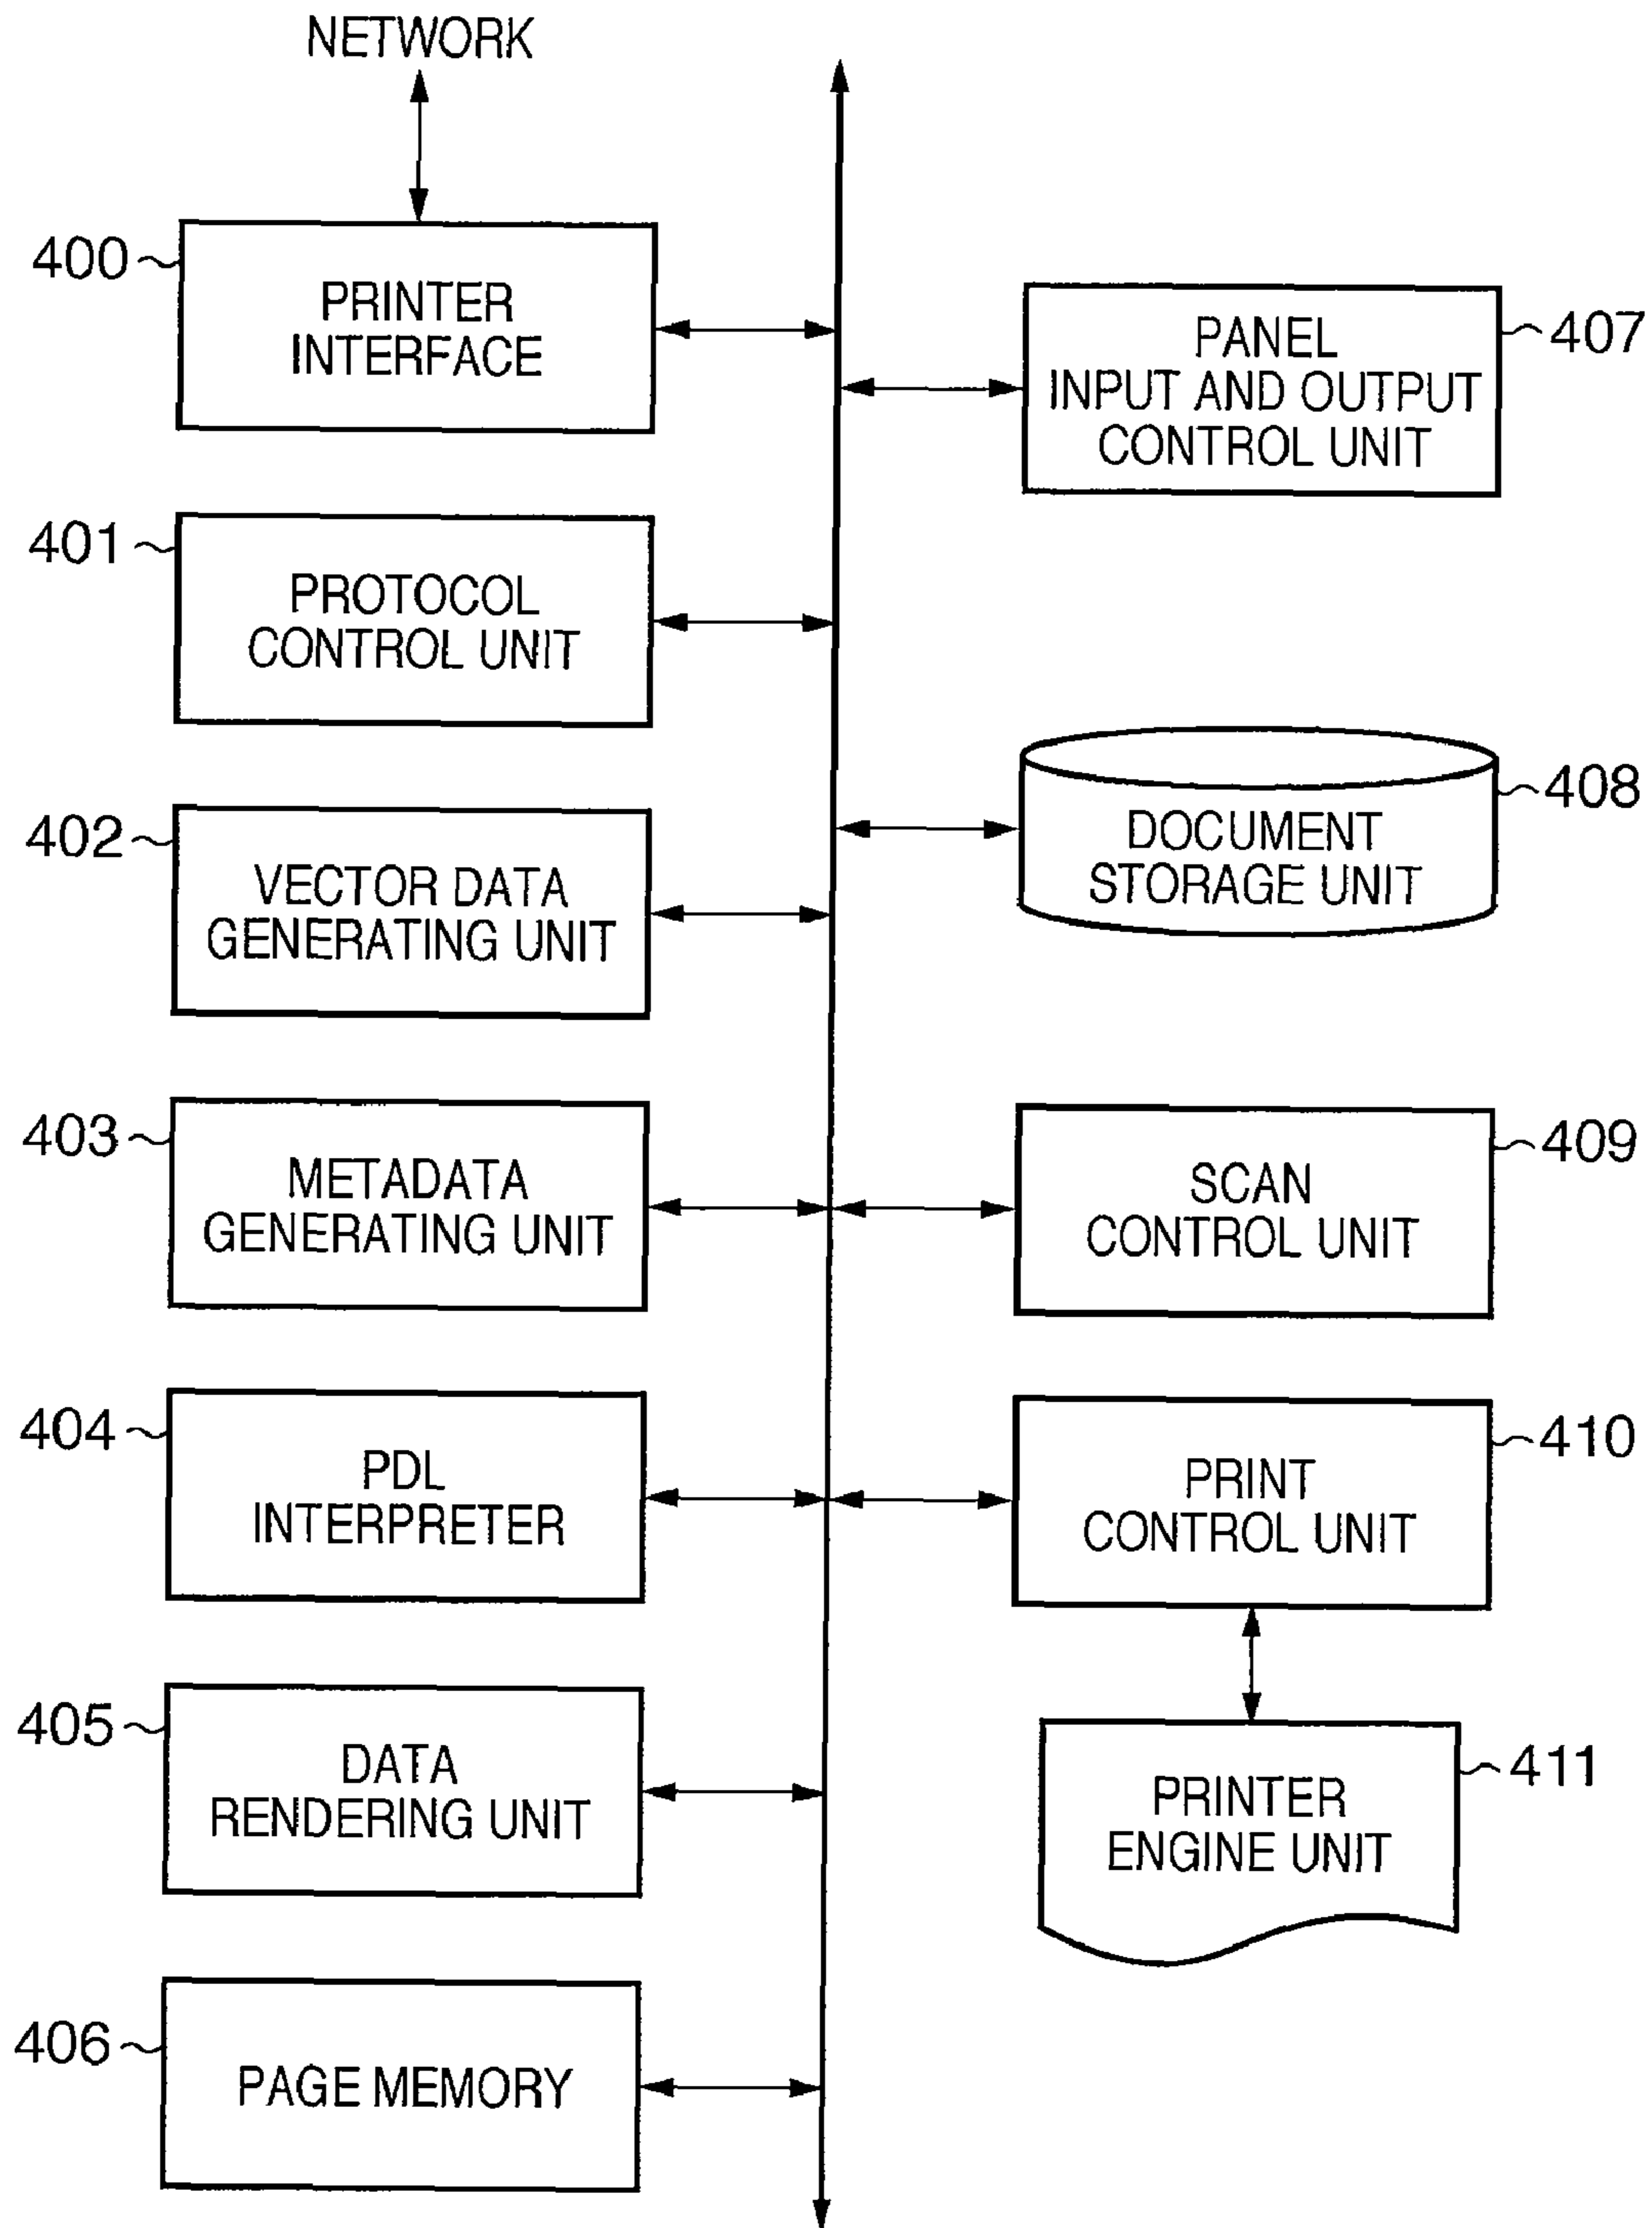 NETWORK
400
PRINTER
INTERFACE
401
PROTOCOL
CONTROL UNIT
402
VECTOR DATA
GENERATING UNIT
403
METADATA
GENERATING UNIT
404
PDL
INTERPRETER
405
DATA
RENDERING UNIT
406
PAGE MEMORY
407
PANEL
INPUT AND OUTPUT
CONTROL UNIT
408
DOCUMENT
STORAGE UNIT
409
SCAN
CONTROL UNIT
410
PRINT
CONTROL UNIT
411
PRINTER
ENGINE UNIT